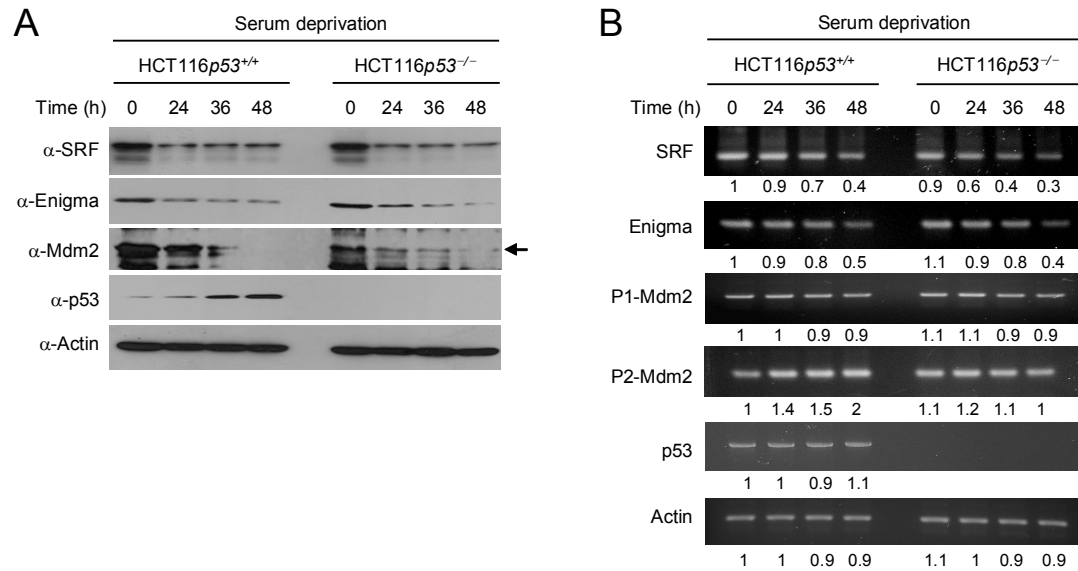 A
Serum deprivation
HCT116p53+/+ HCT116p53−/−
Time (h) 0 24 36 48 0 24 36 48
α-SRF
α-Enigma
α-Mdm2
α-p53
α-Actin
B
Serum deprivation
HCT116p53+/+ HCT116p53−/−
Time (h) 0 24 36 48 0 24 36 48
SRF
1 0.9 0.7 0.4 0.9 0.6 0.4 0.3
Enigma
1 0.9 0.8 0.5 1.1 0.9 0.8 0.4
P1-Mdm2
1 1 0.9 0.9 1.1 1.1 0.9 0.9
P2-Mdm2
1 1.4 1.5 2 1.1 1.2 1.1 1
p53
1 1 0.9 1.1
Actin
1 1 0.9 0.9 1.1 1 0.9 0.9